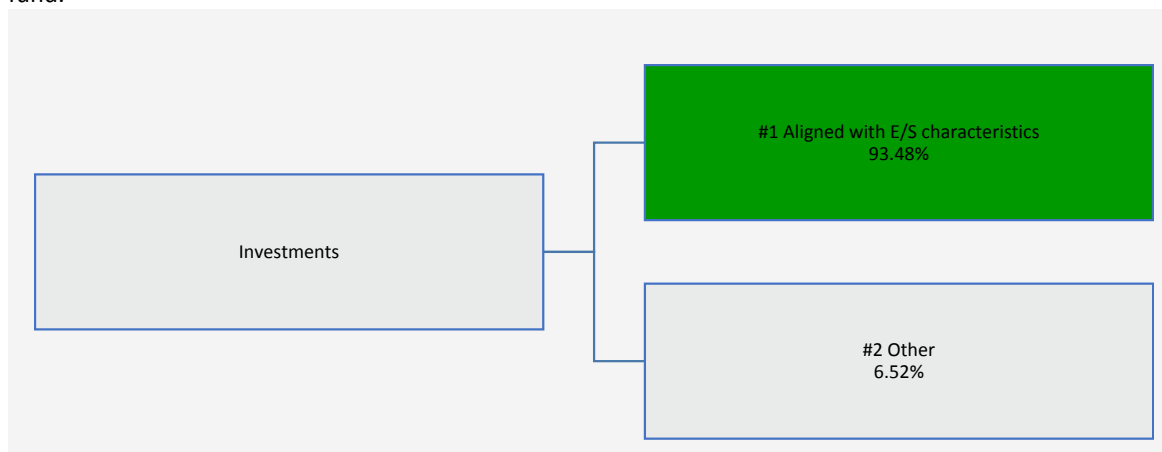 #1 Aligned with E/S characteristics
93.48%
Investments
#2 Other
6.52%